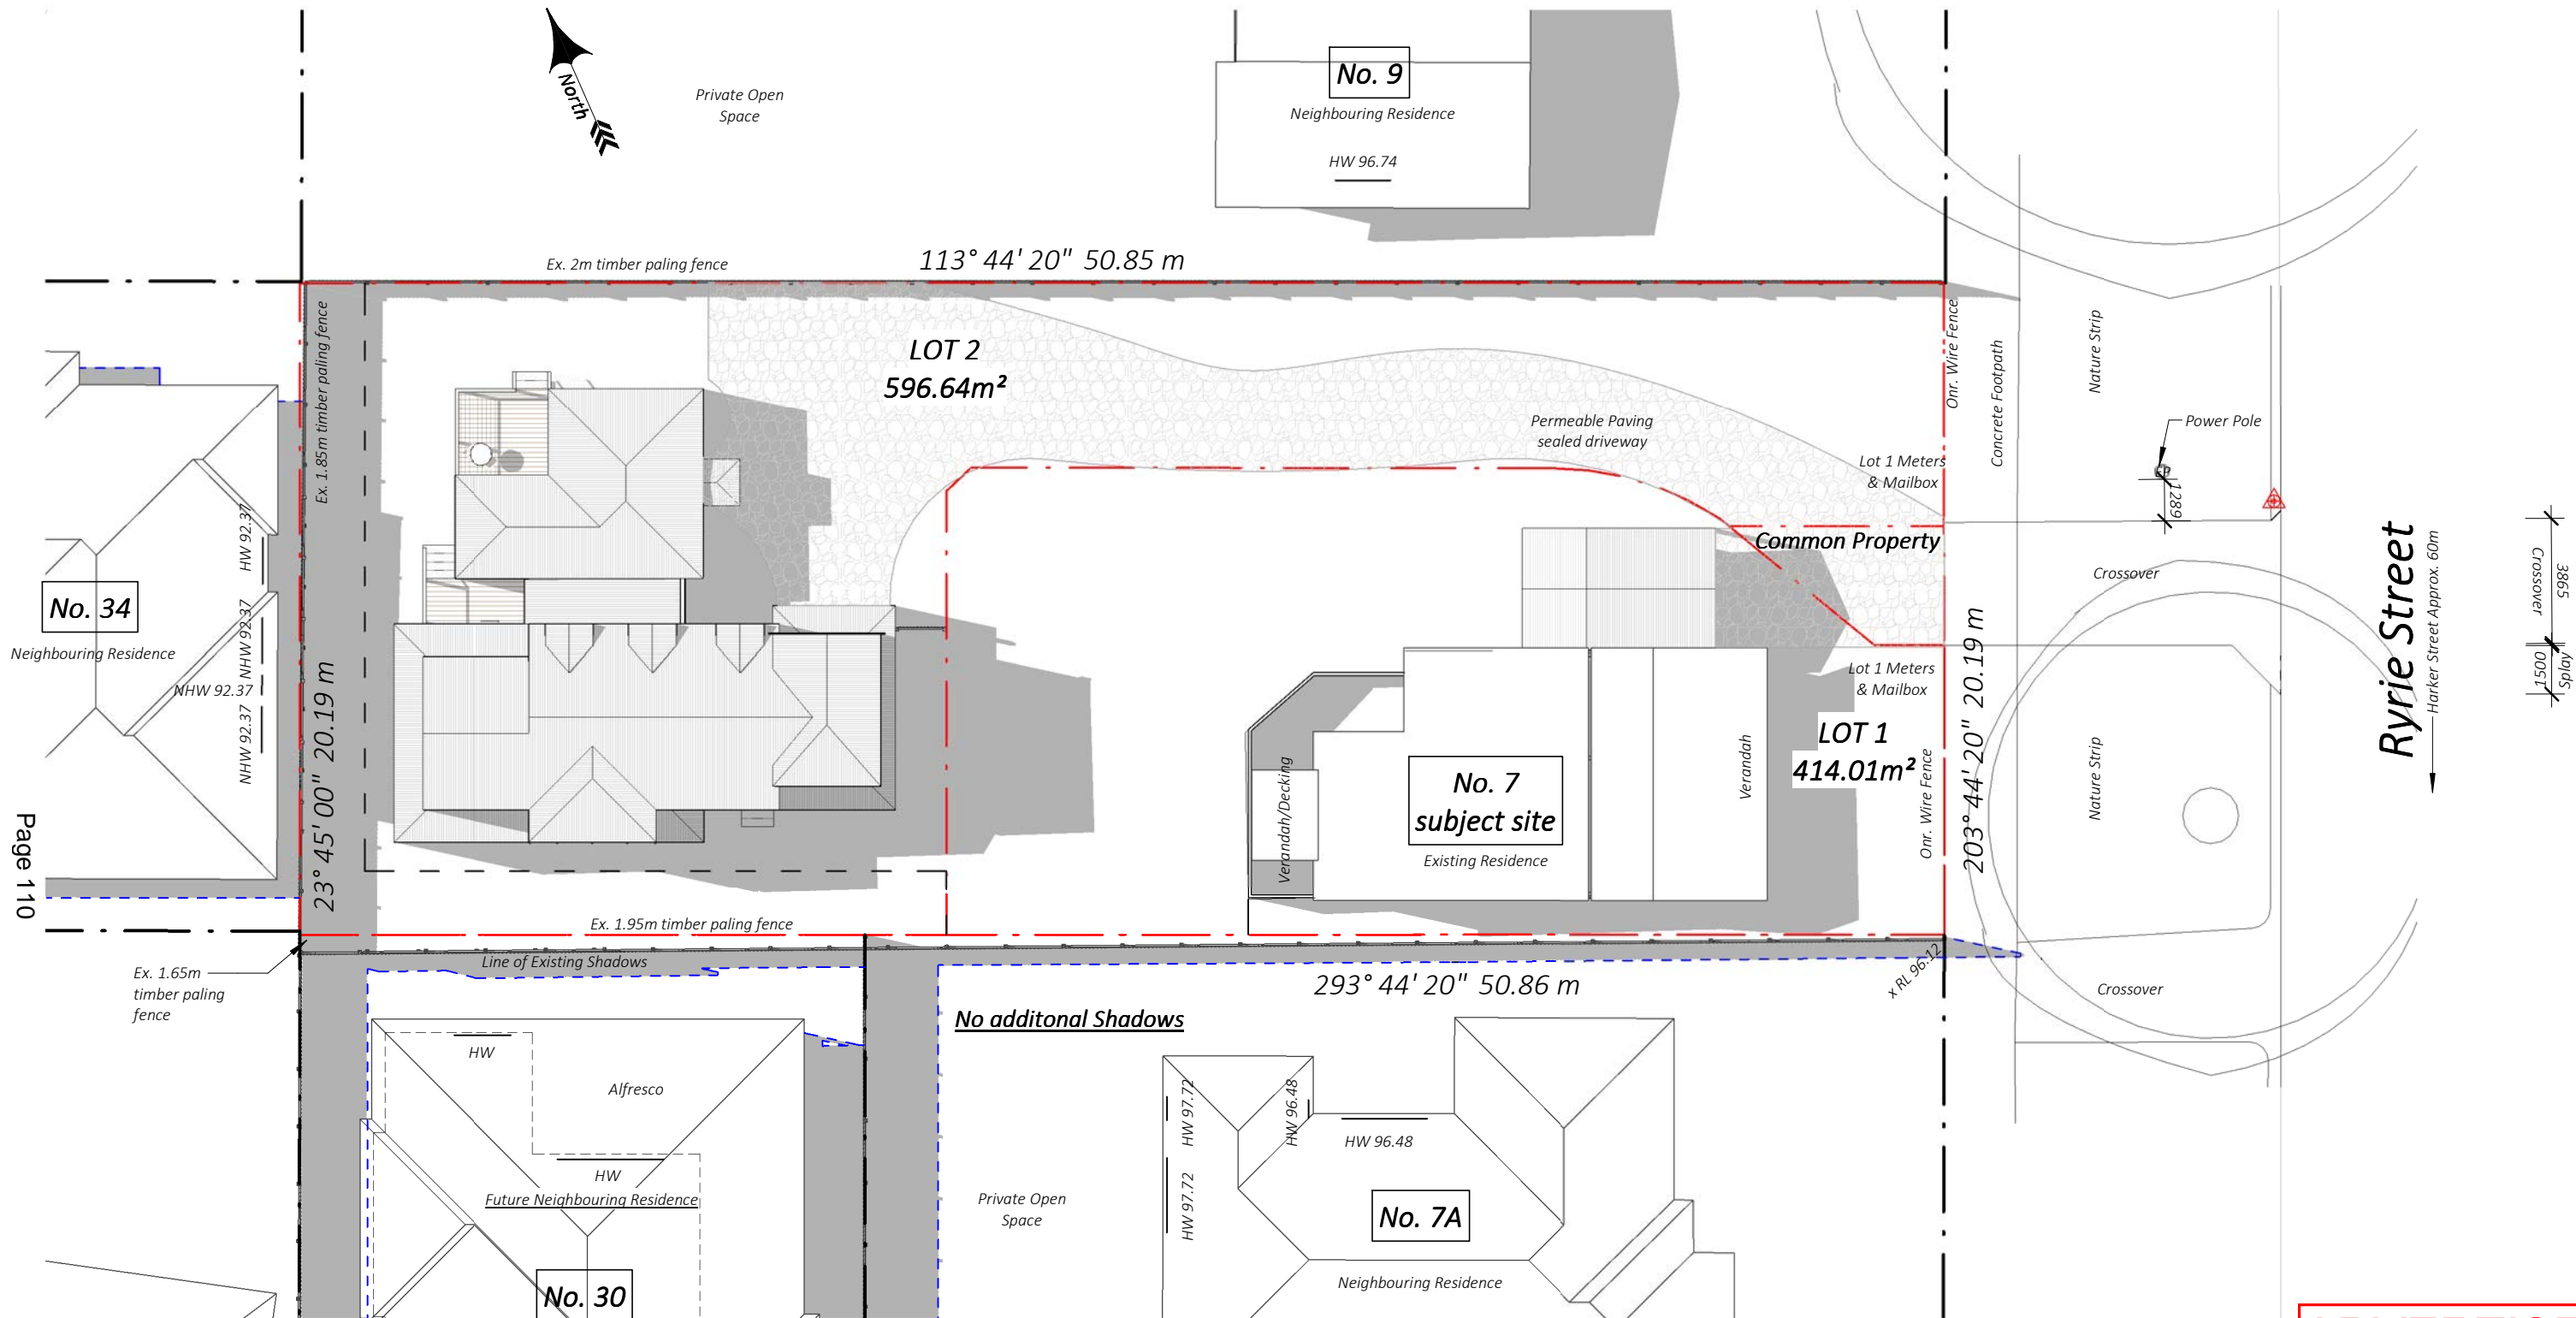 No. 9
Neighbouring Residence
HW 96.74
North
Private Open
Space
Ex. 2m timber paling fence
113° 44' 20" 50.85 m
Ex. 1.85m timber paling fence
LOT 2
596.64m²
Permeable Paving
sealed driveway
Lot 1 Meters
& Mailbox
Onr. Wire Fence
Concrete Footpath
Nature Strip
Power Pole
1289
Common Property
Crossover
Ryrie Street
Harker Street Approx. 60m
3865
Crossover
1500
Splay
HW 92.37
NHW 92.37
NHW 92.37
NHW 92.37
No. 34
Neighbouring Residence
23° 45' 00" 20.19 m
Page 110
Verandah/Decking
No. 7
subject site
Existing Residence
Verandah
Lot 1 Meters
& Mailbox
LOT 1
414.01m²
Onr. Wire Fence
203° 44' 20" 20.19 m
Nature Strip
Ex. 1.95m timber paling fence
Line of Existing Shadows
Ex. 1.65m
timber paling
fence
293° 44' 20" 50.86 m
x RL 96.12
Crossover
No additonal Shadows
HW
Alfresco
HW
Future Neighbouring Residence
No. 30
Private Open
Space
HW 97.72
HW 97.72
HW 96.48
HW 96.48
No. 7A
Neighbouring Residence